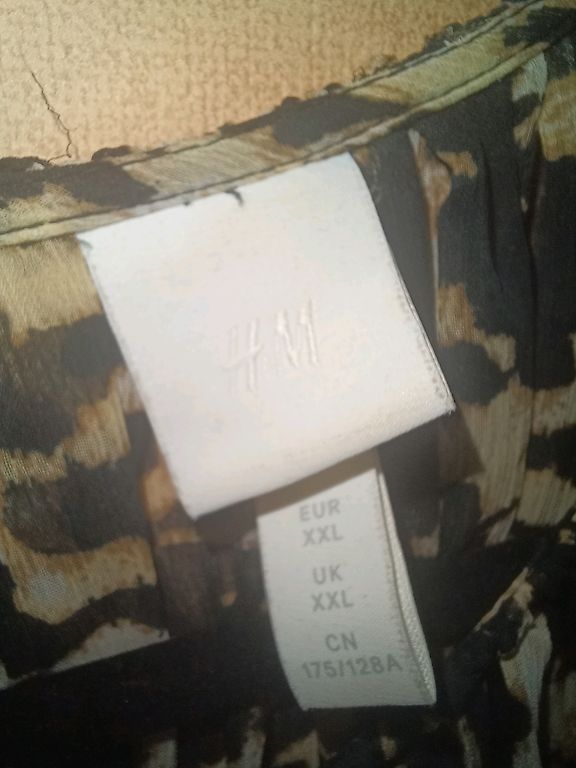 H&M
EUR
XXL
UK
XXL
CN
175/128A